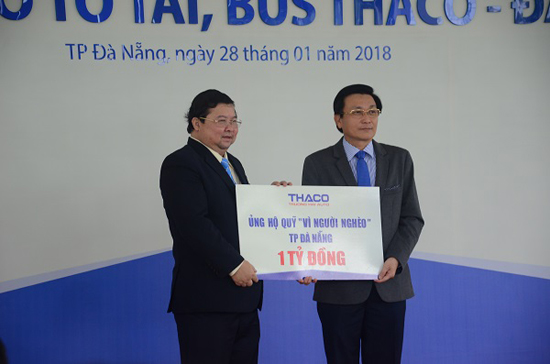 Ô TÔ TẢI, BUS THACO - ĐÀ
TP Đà Nẵng, ngày 28 tháng 01 năm 2018
THACO
ỦNG HỘ QUỸ "VÌ NGƯỜI NGHÈO"
TP ĐÀ NẴNG
1 TỶ ĐỒNG